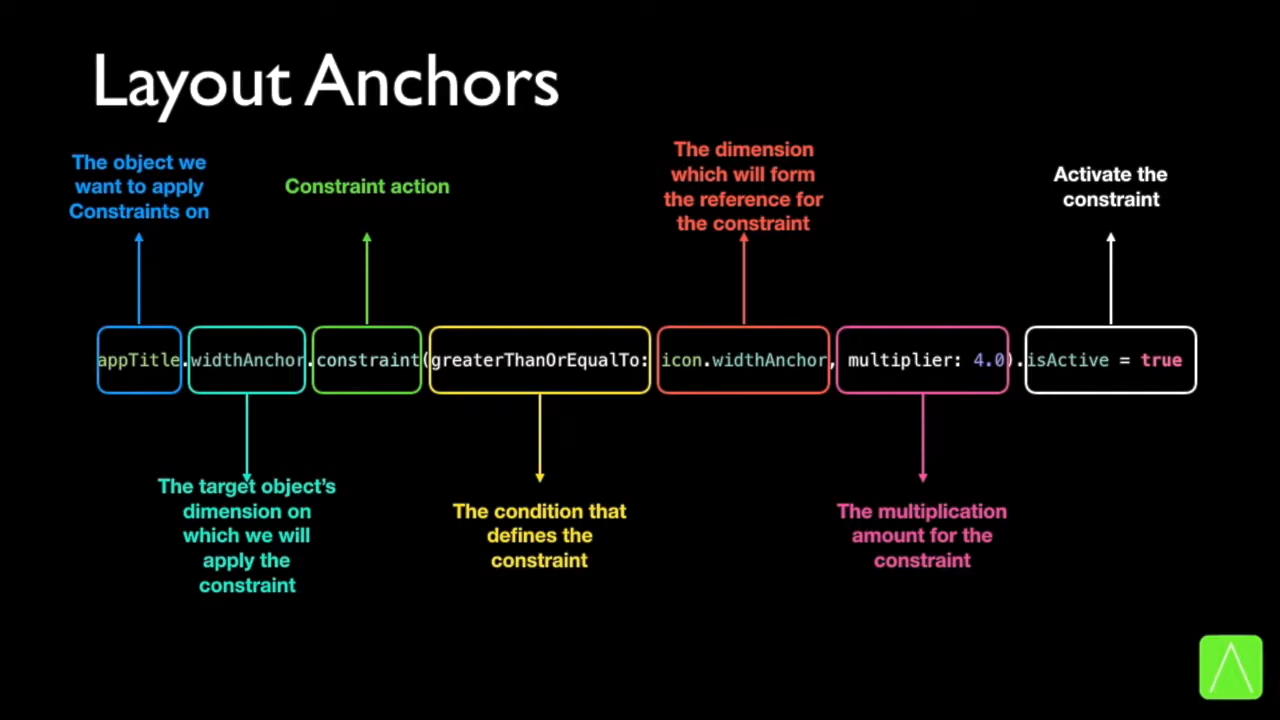 Layout Anchors
The object we
want to apply
Constraints on
Constraint action
The dimension
which will form
the reference for
the constraint
Activate the
constraint
appTitle.widthAnchor.constraint(greaterThanOrEqualTo: icon.widthAnchor, multiplier: 4.0).isActive = true
The target object's
dimension on
which we will
apply the
constraint
The condition that
defines the
constraint
The multiplication
amount for the
constraint